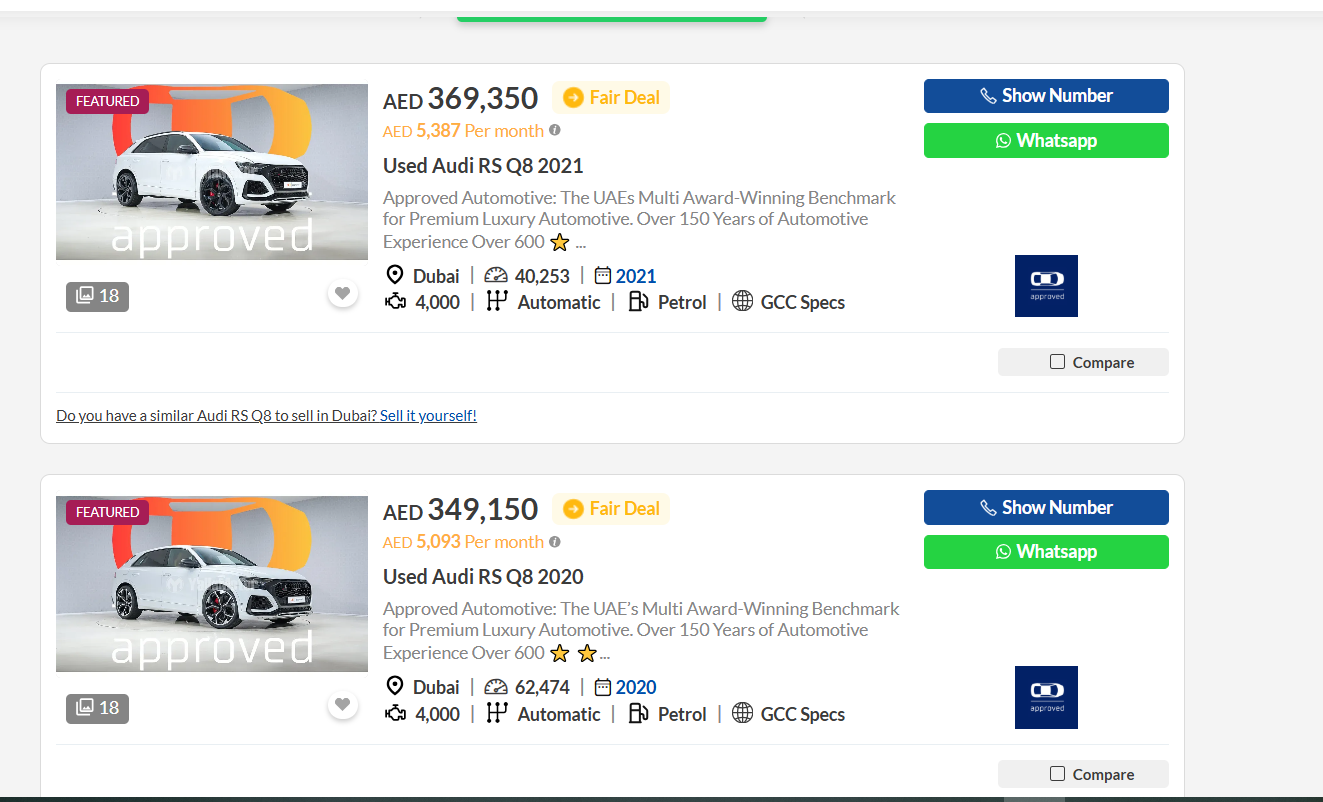 FEATURED
approved
18
AED 369,350
Fair Deal
AED 5,387 Per month
Used Audi RS Q8 2021
Approved Automotive: The UAEs Multi Award-Winning Benchmark
for Premium Luxury Automotive. Over 150 Years of Automotive
Experience Over 600 ⭐ ...
Dubai | 40,253 | 2021
4,000 | Automatic | Petrol | GCC Specs
Show Number
Whatsapp
approved
Compare
Do you have a similar Audi RS Q8 to sell in Dubai? Sell it yourself!
FEATURED
approved
18
AED 349,150
Fair Deal
AED 5,093 Per month
Used Audi RS Q8 2020
Approved Automotive: The UAE’s Multi Award-Winning Benchmark
for Premium Luxury Automotive. Over 150 Years of Automotive
Experience Over 600 ⭐ ⭐...
Dubai | 62,474 | 2020
4,000 | Automatic | Petrol | GCC Specs
Show Number
Whatsapp
approved
Compare